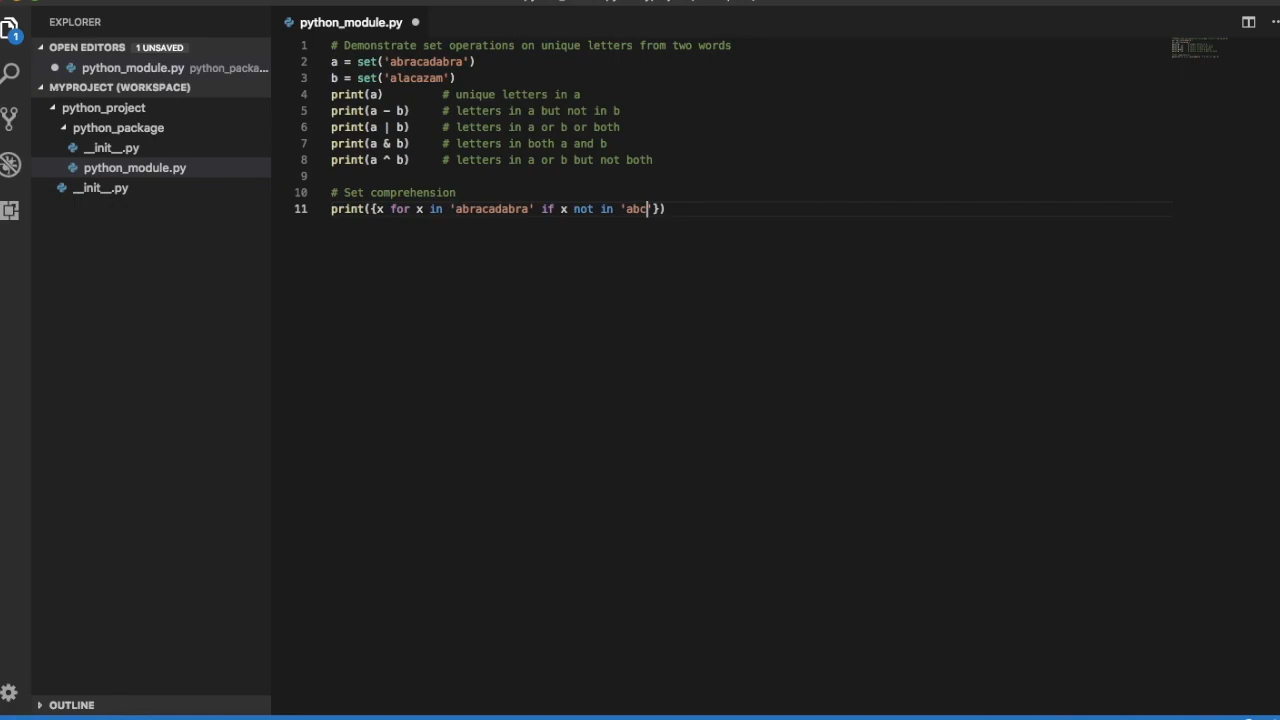 EXPLORER
OPEN EDITORS 1 UNSAVED
python_module.py python_packa...
MYPROJECT (WORKSPACE)
python_project
python_package
__init__.py
python_module.py
__init__.py
OUTLINE
1
python_module.py
1 # Demonstrate set operations on unique letters from two words
2 a = set('abracadabra')
3 b = set('alacazam')
4 print(a) # unique letters in a
5 print(a - b) # letters in a but not in b
6 print(a | b) # letters in a or b or both
7 print(a & b) # letters in both a and b
8 print(a ^ b) # letters in a or b but not both
9
10 # Set comprehension
11 print({x for x in 'abracadabra' if x not in 'abc'})